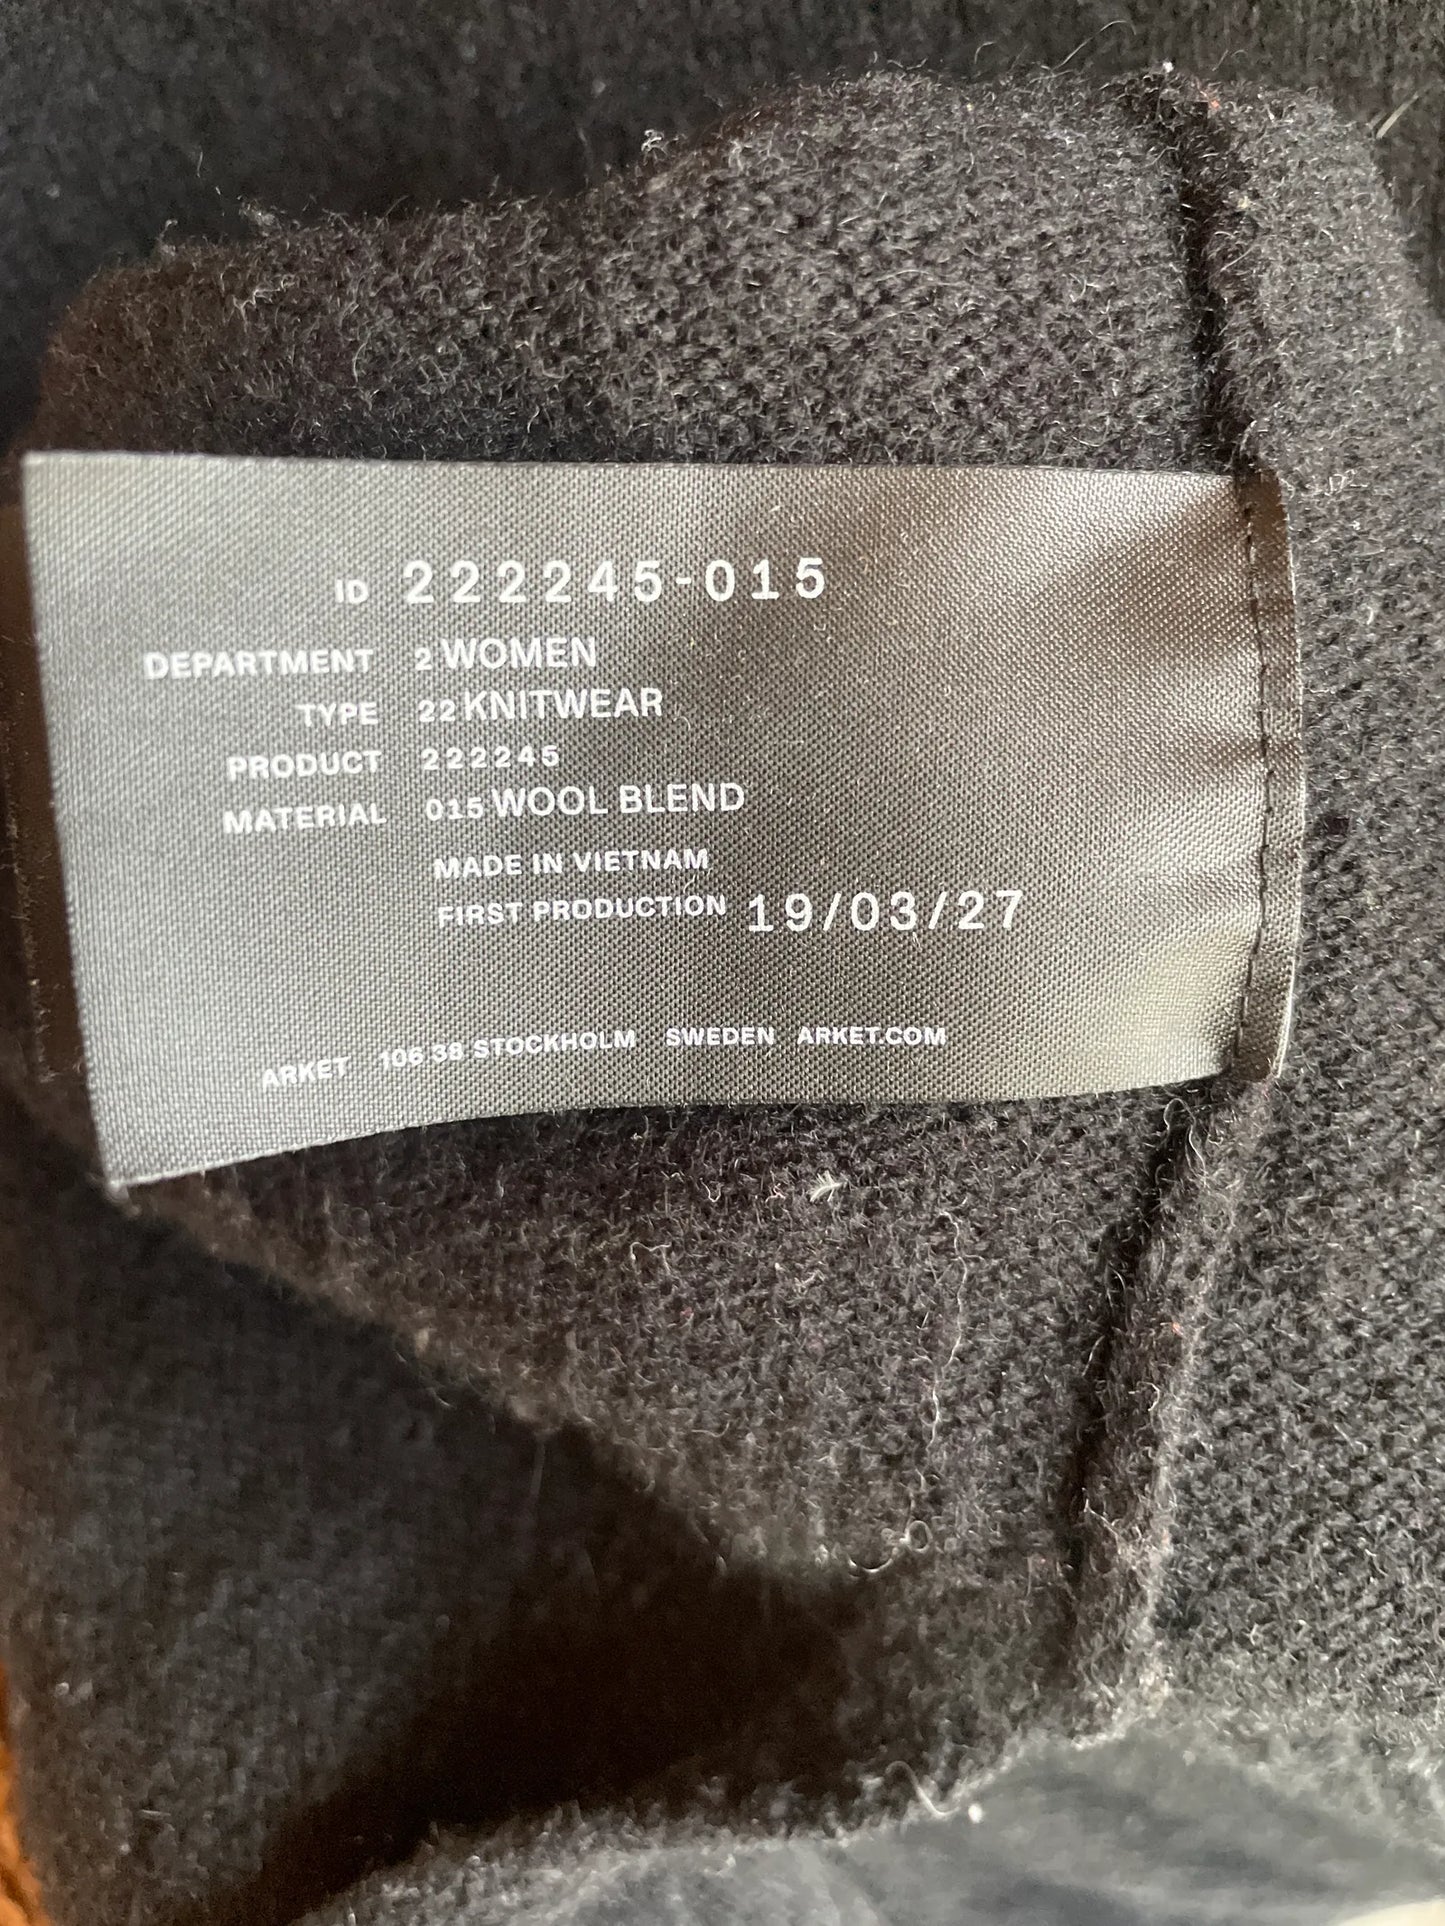 ID 222245-015
DEPARTMENT 2 WOMEN
TYPE 22 KNITWEAR
PRODUCT 222245
MATERIAL 015 WOOL BLEND
MADE IN VIETNAM
FIRST PRODUCTION 19/03/27
ARKET 106 38 STOCKHOLM SWEDEN ARKET.COM